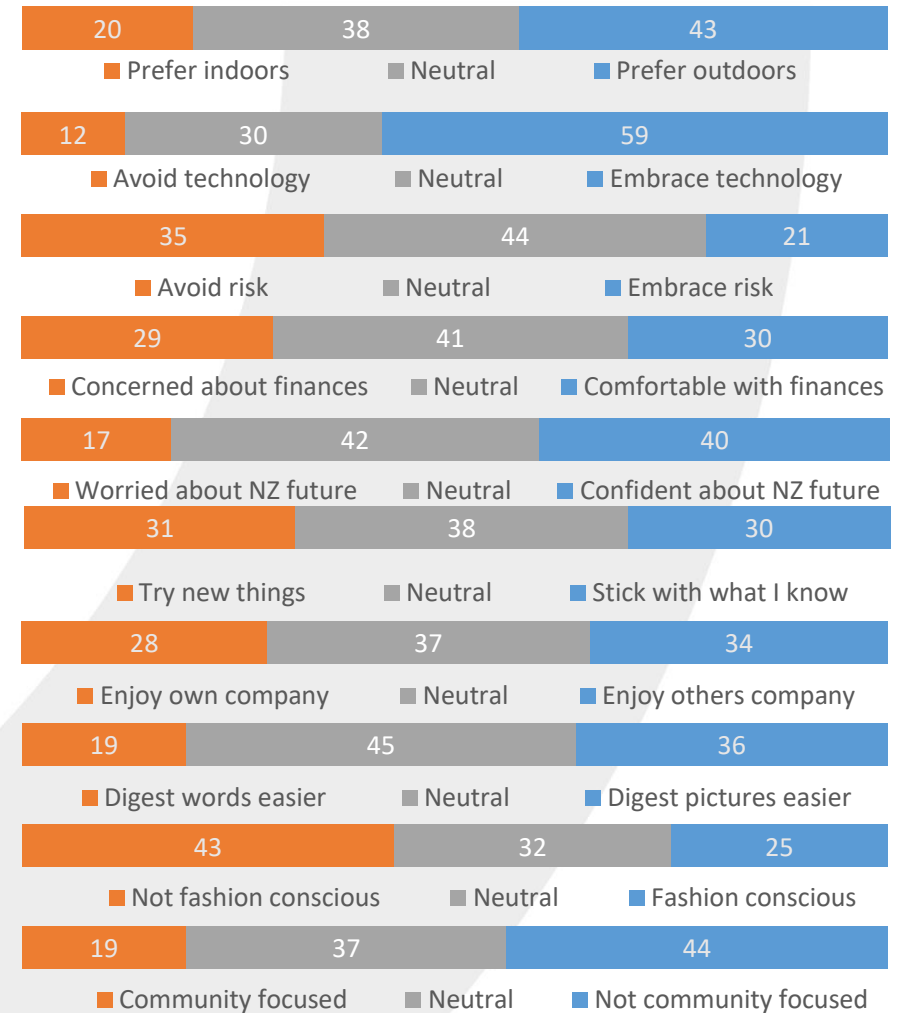 20 38 43
Prefer indoors Neutral Prefer outdoors
12 30 59
Avoid technology Neutral Embrace technology
35 44 21
Avoid risk Neutral Embrace risk
29 41 30
Concerned about finances Neutral Comfortable with finances
17 42 40
Worried about NZ future Neutral Confident about NZ future
31 38 30
Try new things Neutral Stick with what I know
28 37 34
Enjoy own company Neutral Enjoy others company
19 45 36
Digest words easier Neutral Digest pictures easier
43 32 25
Not fashion conscious Neutral Fashion conscious
19 37 44
Community focused Neutral Not community focused